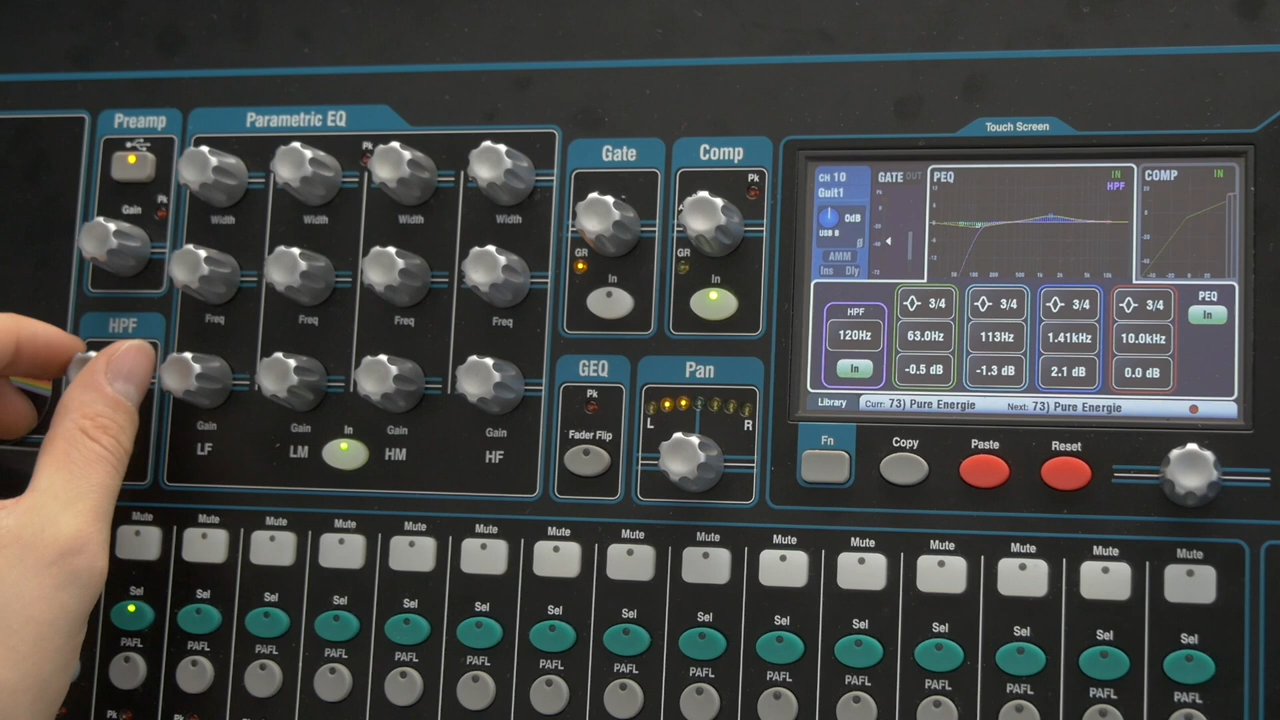 Preamp
Parametric EQ
Pk
Gain
Pk
Width
Width
Width
Width
Freq
Freq
Freq
Freq
HPF
Gain
LF
Gain
LM
In
Gain
HM
Gain
HF
Gate
GR
In
Comp
Pk
GR
In
GEQ
Pk
Fader Flip
Pan
L
R
Touch Screen
CH 10
Guit1
0dB
USB B
AMM
Ins Dly
GATE OUT
PEQ
IN
HPF
COMP
IN
HPF
120Hz
In
3/4
63.0Hz
-0.5 dB
3/4
113Hz
-1.3 dB
3/4
1.41kHz
2.1 dB
3/4
10.0kHz
0.0 dB
PEQ
In
Library
Curr: 73) Pure Energie
Next: 73) Pure Energie
Fn
Copy
Paste
Reset
Mute Mute Mute Mute Mute Mute Mute Mute Mute Mute Mute Mute Mute Mute Mute
Sel Sel Sel Sel Sel Sel Sel Sel Sel Sel Sel Sel Sel Sel Sel
PAFL PAFL PAFL PAFL PAFL PAFL PAFL PAFL PAFL PAFL PAFL PAFL PAFL PAFL PAFL
Pk Pk